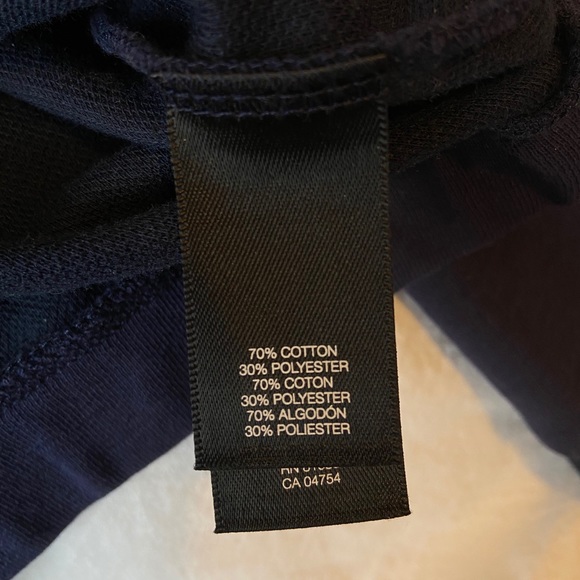 70% COTTON
30% POLYESTER
70% COTON
30% POLYESTER
70% ALGODÓN
30% POLIESTER
CA 04754